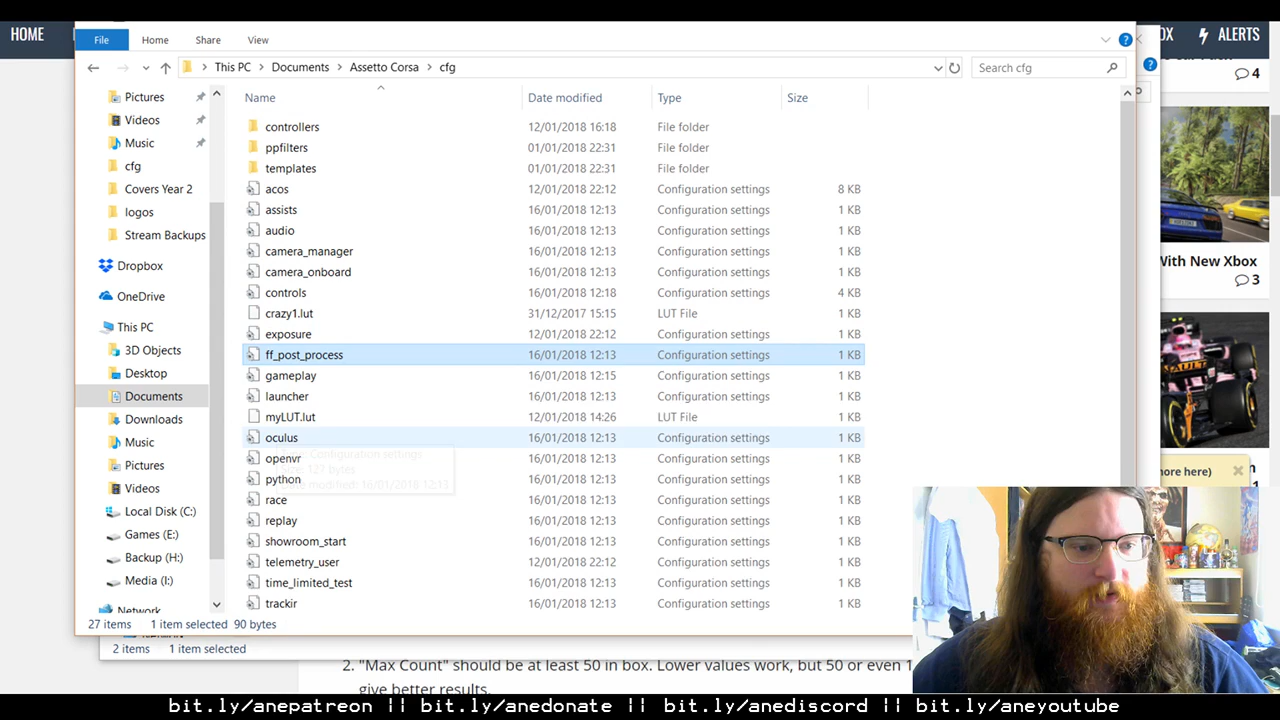 HOME
OX
ALERTS
File
Home
Share
View
This PC
Documents
Assetto Corsa
cfg
Search cfg
Name
Date modified
Type
Size
controllers 12/01/2018 16:18 File folder
ppfilters 01/01/2018 22:31 File folder
templates 01/01/2018 22:31 File folder
acos 12/01/2018 22:12 Configuration settings 8 KB
assists 16/01/2018 12:13 Configuration settings 1 KB
audio 16/01/2018 12:13 Configuration settings 1 KB
camera_manager 16/01/2018 12:13 Configuration settings 1 KB
camera_onboard 16/01/2018 12:13 Configuration settings 1 KB
controls 16/01/2018 12:18 Configuration settings 4 KB
crazy1.lut 31/12/2017 15:15 LUT File 1 KB
exposure 12/01/2018 22:12 Configuration settings 1 KB
ff_post_process 16/01/2018 12:13 Configuration settings 1 KB
gameplay 16/01/2018 12:15 Configuration settings 1 KB
launcher 16/01/2018 12:13 Configuration settings 1 KB
myLUT.lut 12/01/2018 14:26 LUT File 1 KB
oculus 16/01/2018 12:13 Configuration settings 1 KB
openvr 16/01/2018 12:13 Configuration settings 1 KB
python 16/01/2018 12:13 Configuration settings 1 KB
race 16/01/2018 12:13 Configuration settings 1 KB
replay 16/01/2018 12:13 Configuration settings 1 KB
showroom_start 16/01/2018 12:13 Configuration settings 1 KB
telemetry_user 12/01/2018 22:12 Configuration settings 1 KB
time_limited_test 16/01/2018 12:13 Configuration settings 1 KB
trackir 16/01/2018 12:13 Configuration settings 1 KB
Type: Configuration settings
Size: 127 bytes
Date modified: 16/01/2018 12:13
Pictures
Videos
Music
cfg
Covers Year 2
logos
Stream Backups
Dropbox
OneDrive
This PC
3D Objects
Desktop
Documents
Downloads
Music
Pictures
Videos
Local Disk (C:)
Games (E:)
Backup (H:)
Media (I:)
Network
27 items 1 item selected 90 bytes
2 items 1 item selected
4
With New Xbox
3
more here)
2. "Max Count" should be at least 50 in box. Lower values work, but 50 or even 1
give better results.
bit.ly/anepatreon || bit.ly/anedonate || bit.ly/anediscord || bit.ly/aneyoutube